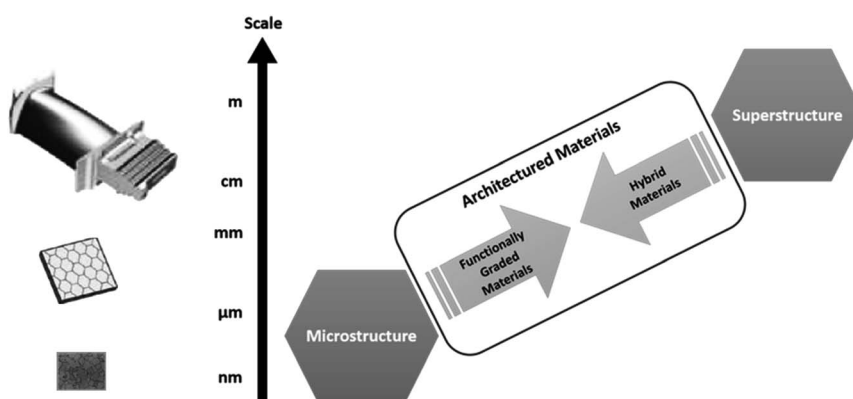 Scale
m
cm
mm
μm
nm
Superstructure
Architectured Materials
Hybrid
Materials
Functionally
Graded
Materials
Microstructure